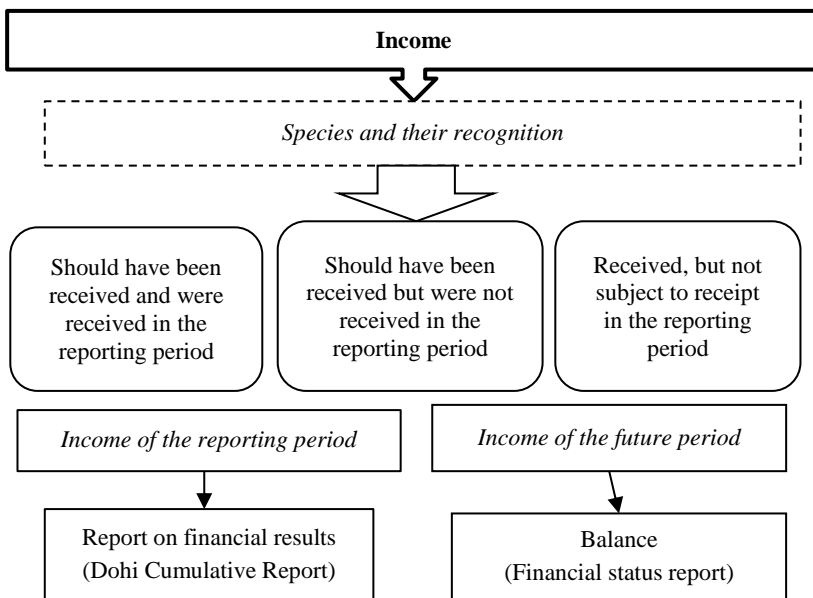 Income
Species and their recognition
Should have been
received and were
received in the
reporting period
Should have been
received but were not
received in the
reporting period
Received, but not
subject to receipt
in the reporting
period
Income of the reporting period
Income of the future period
Report on financial results
(Dohi Cumulative Report)
Balance
(Financial status report)